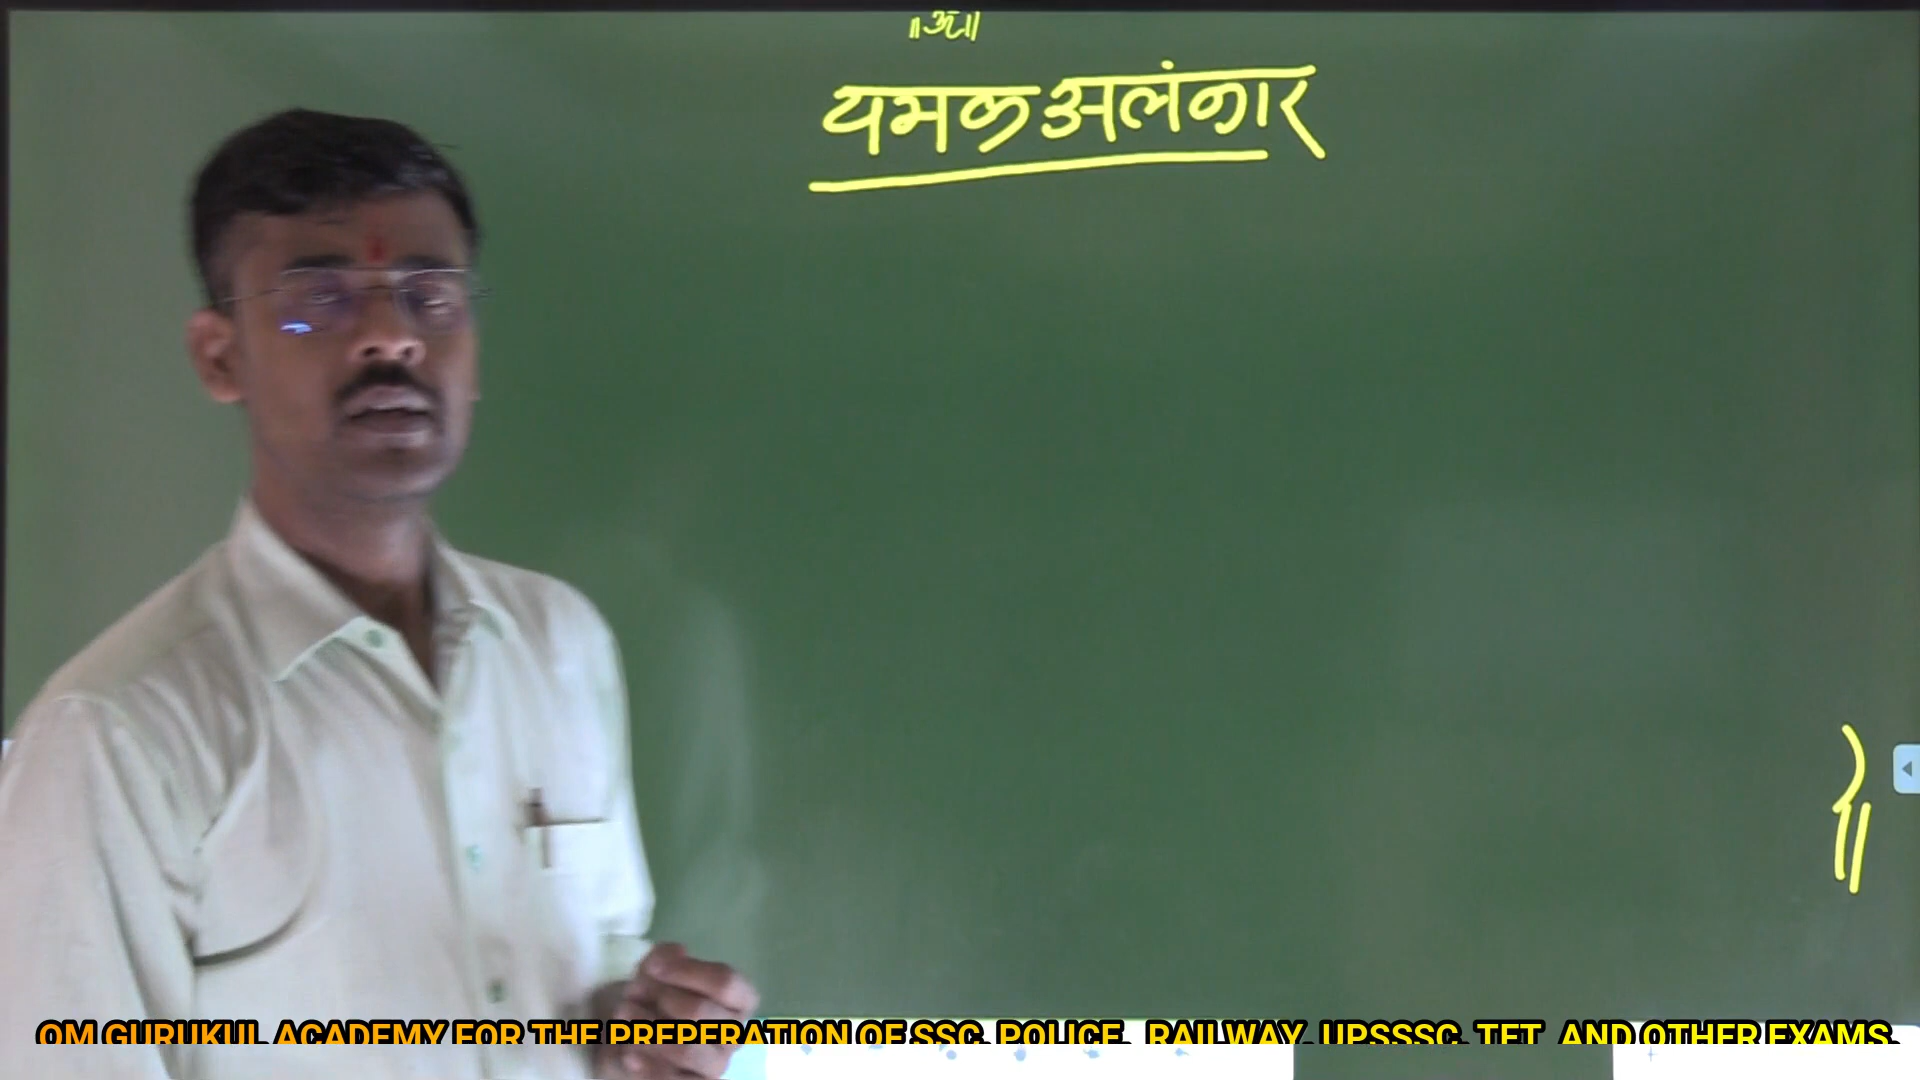 ॥ॐ॥
यमक अलंकार
OM GURUKUL ACADEMY FOR THE PREPERATION OF SSC, POLICE, RAILWAY, UPSSSC, TET AND OTHER EXAMS.